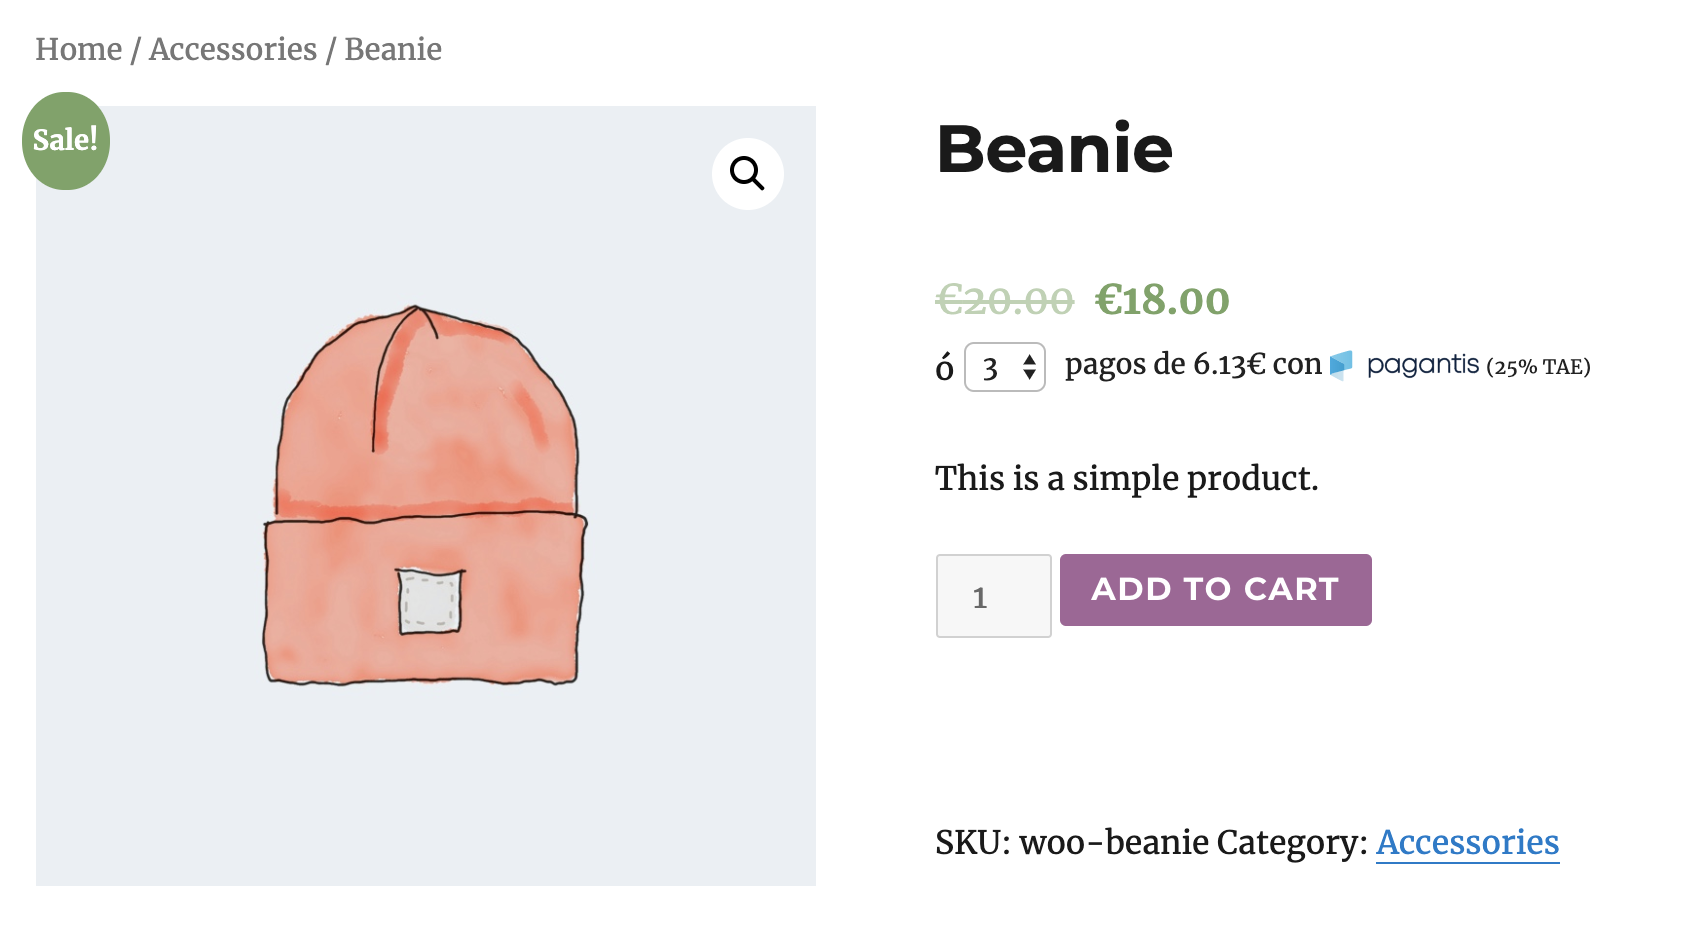 Home / Accessories / Beanie
Sale!
Beanie
€20.00 €18.00
ó 3 pagos de 6.13€ con pagantis (25% TAE)
This is a simple product.
1 ADD TO CART
SKU: woo-beanie Category: Accessories